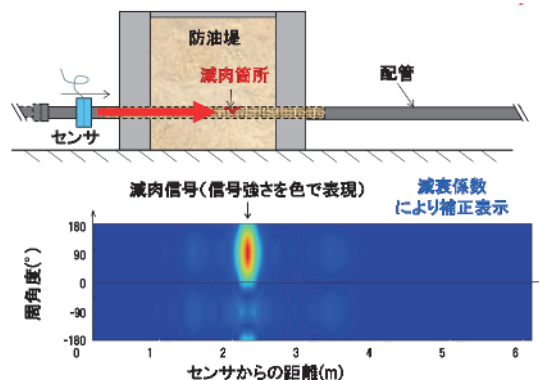 防油堤
減肉箇所
配管
センサ
減肉信号(信号強さを色で表現)
減衰係数
により補正表示
周角度(°)
180
90
0
-90
-180
0 1 2 3 4 5 6
センサからの距離(m)